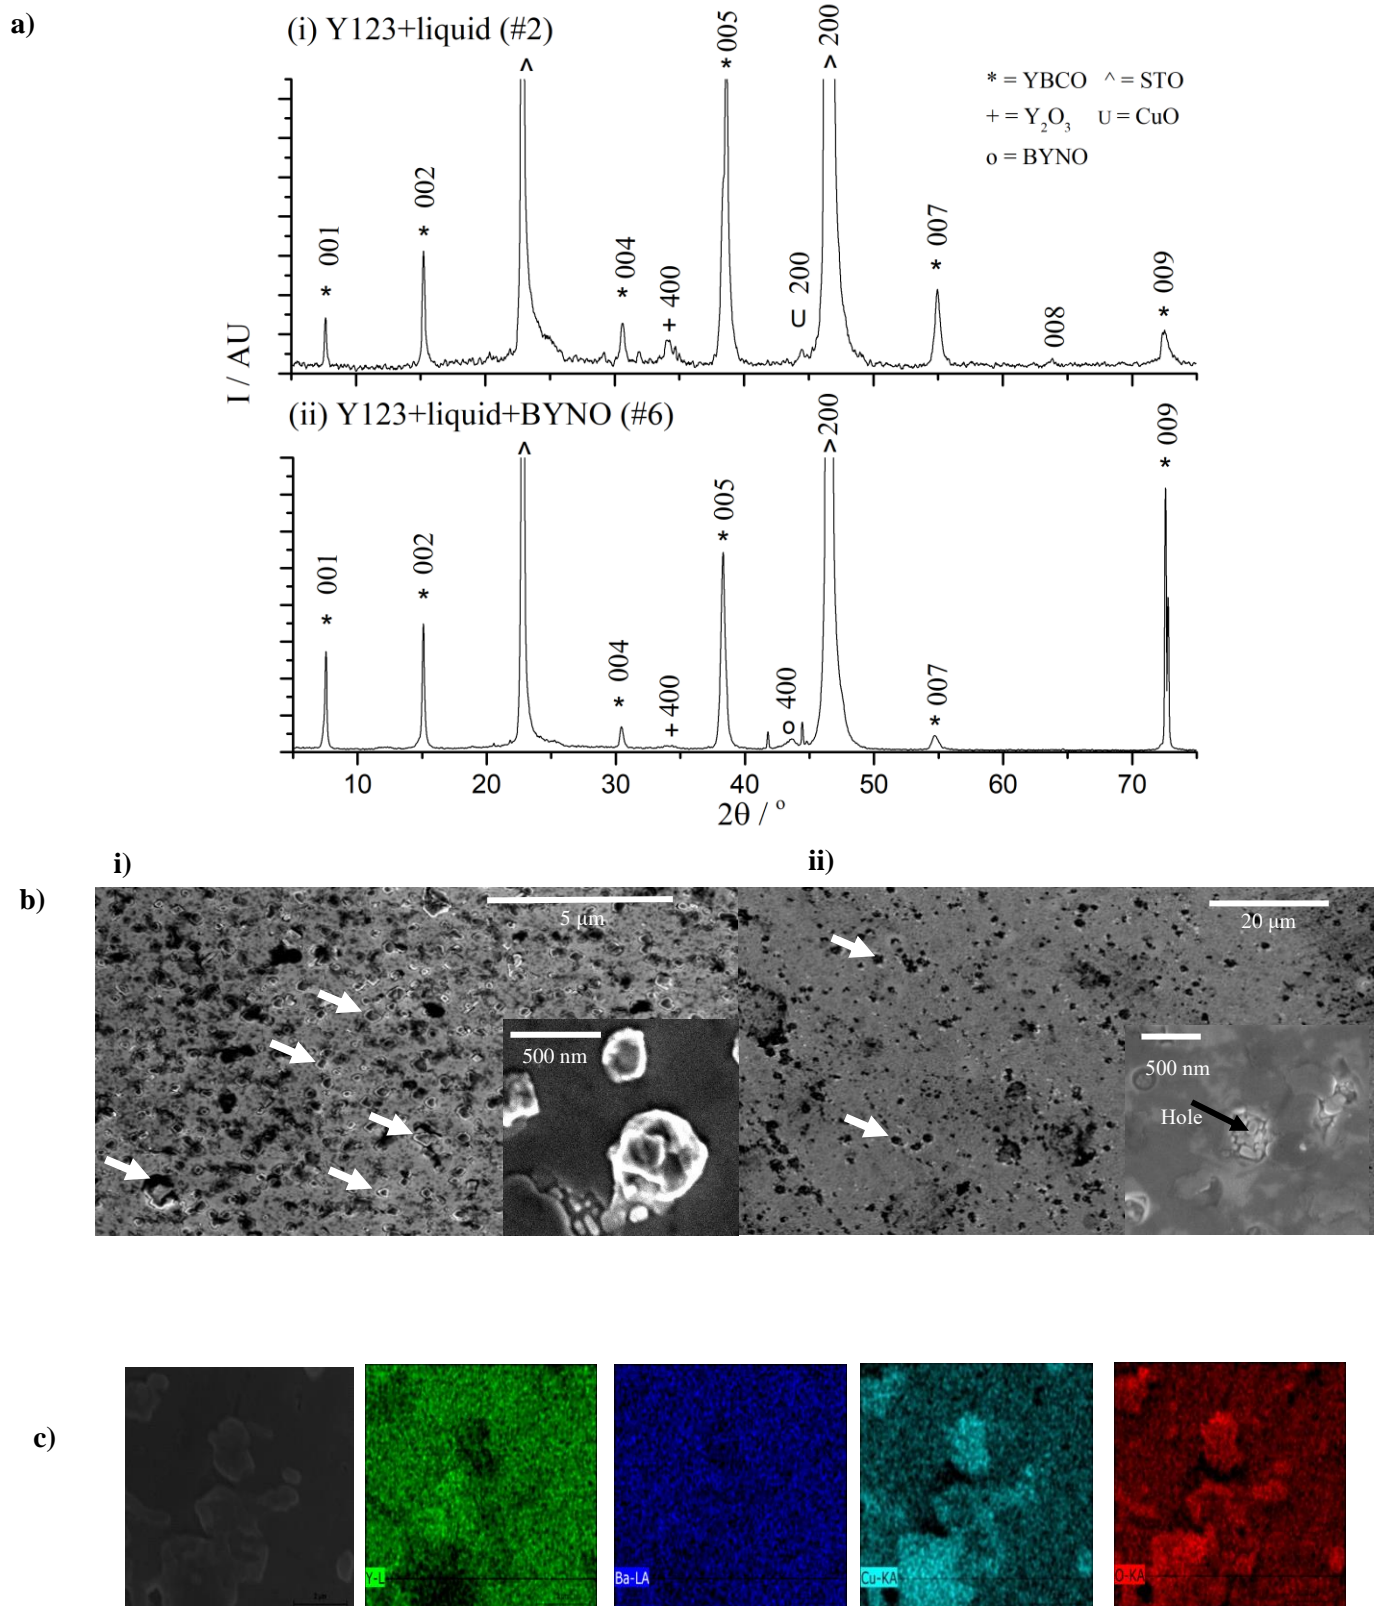 a)
(i) Y123+liquid (#2)
* = YBCO ^ = STO
+ = Y₂O₃ U = CuO
o = BYNO
* 001
* 002
^
* 004
+ 400
* 005
U 200
^ 200
* 007
008
* 009
I / AU
(ii) Y123+liquid+BYNO (#6)
* 001
* 002
^
* 004
+ 400
* 005
o 400
^ 200
* 007
* 009
10 20 30 40 50 60 70
2θ / °
i) ii)
b)
5 μm
20 μm
500 nm
500 nm
Hole
c)
Y-L
Ba-LA
Cu-KA
O-KA